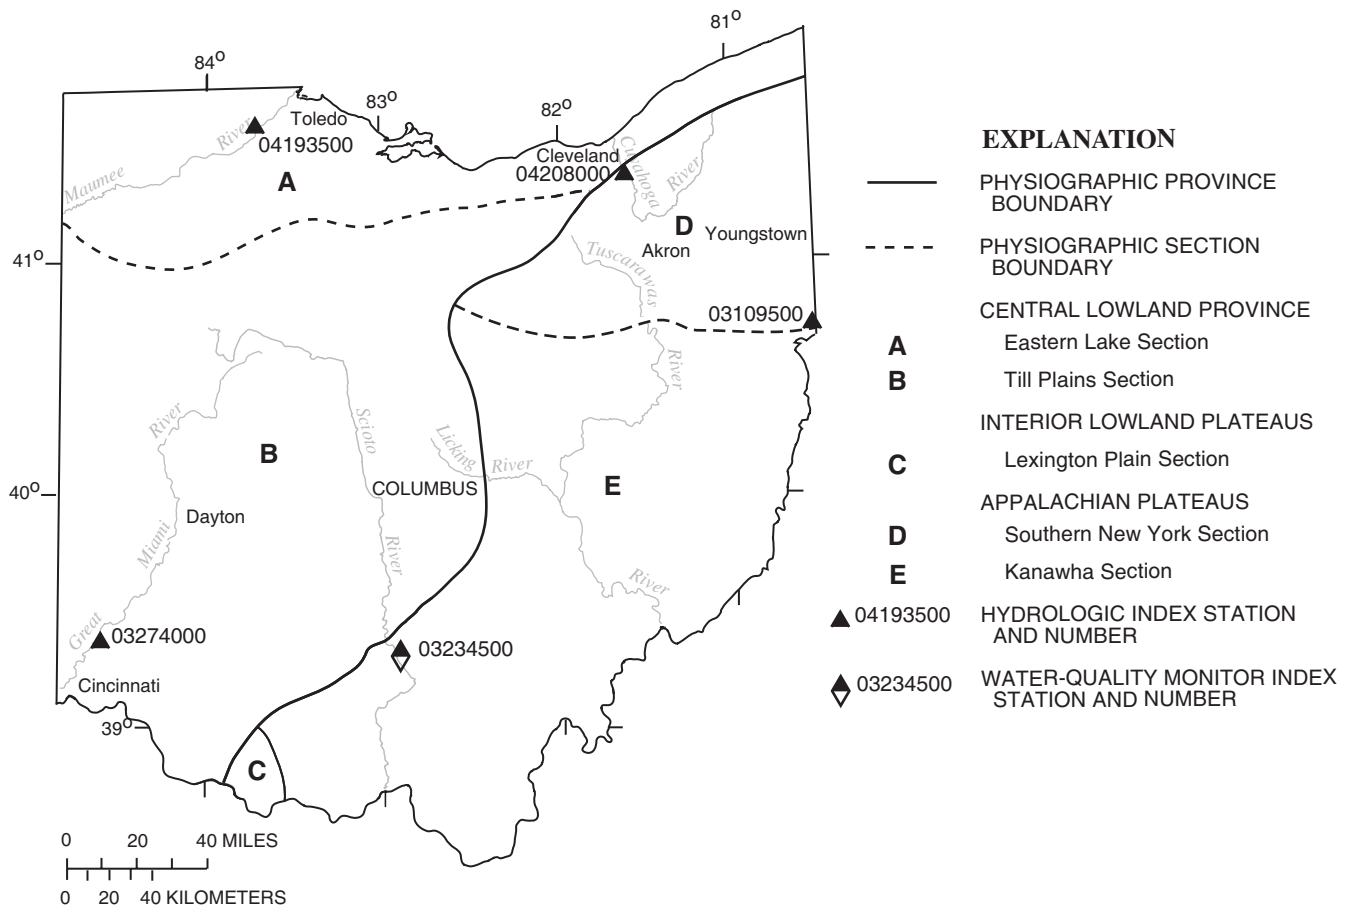 81°
84°
83°
82°
Toledo
River
04193500
Maumee
A
Cleveland
04208000
Cuyahoga
River
D
Youngstown
Akron
Tuscarawas
41°
03109500
River
River
Scioto
Licking
River
B
COLUMBUS
E
40°
Dayton
Miami
River
River
Great
03274000
03234500
Cincinnati
39°
C
0 20 40 MILES
0 20 40 KILOMETERS
EXPLANATION
PHYSIOGRAPHIC PROVINCE
BOUNDARY
PHYSIOGRAPHIC SECTION
BOUNDARY
CENTRAL LOWLAND PROVINCE
A Eastern Lake Section
B Till Plains Section
INTERIOR LOWLAND PLATEAUS
C Lexington Plain Section
APPALACHIAN PLATEAUS
D Southern New York Section
E Kanawha Section
04193500 HYDROLOGIC INDEX STATION
AND NUMBER
03234500 WATER-QUALITY MONITOR INDEX
STATION AND NUMBER